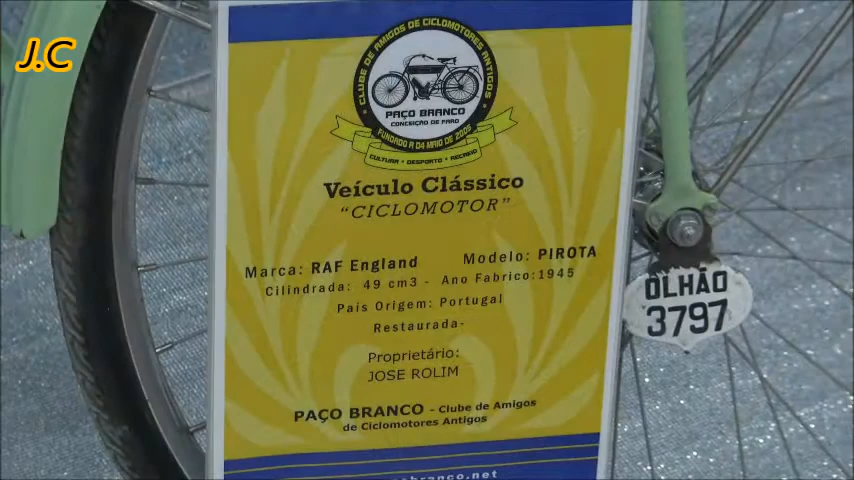 J.C
CLUBE DE AMIGOS DE CICLOMOTORES ANTIGOS
PAÇO BRANCO
CONCEIÇÃO DE FARO
FUNDADO A 04 MAIO DE 2005
CULTURA • DESPORTO • RECREIO
Veículo Clássico
“CICLOMOTOR”
Marca: RAF England Modelo: PIROTA
Cilindrada: 49 cm3 - Ano Fabrico:1945
País Origem: Portugal
Restaurada-
Proprietário:
JOSE ROLIM
PAÇO BRANCO - Clube de Amigos
de Ciclomotores Antigos
OLHÃO
3797